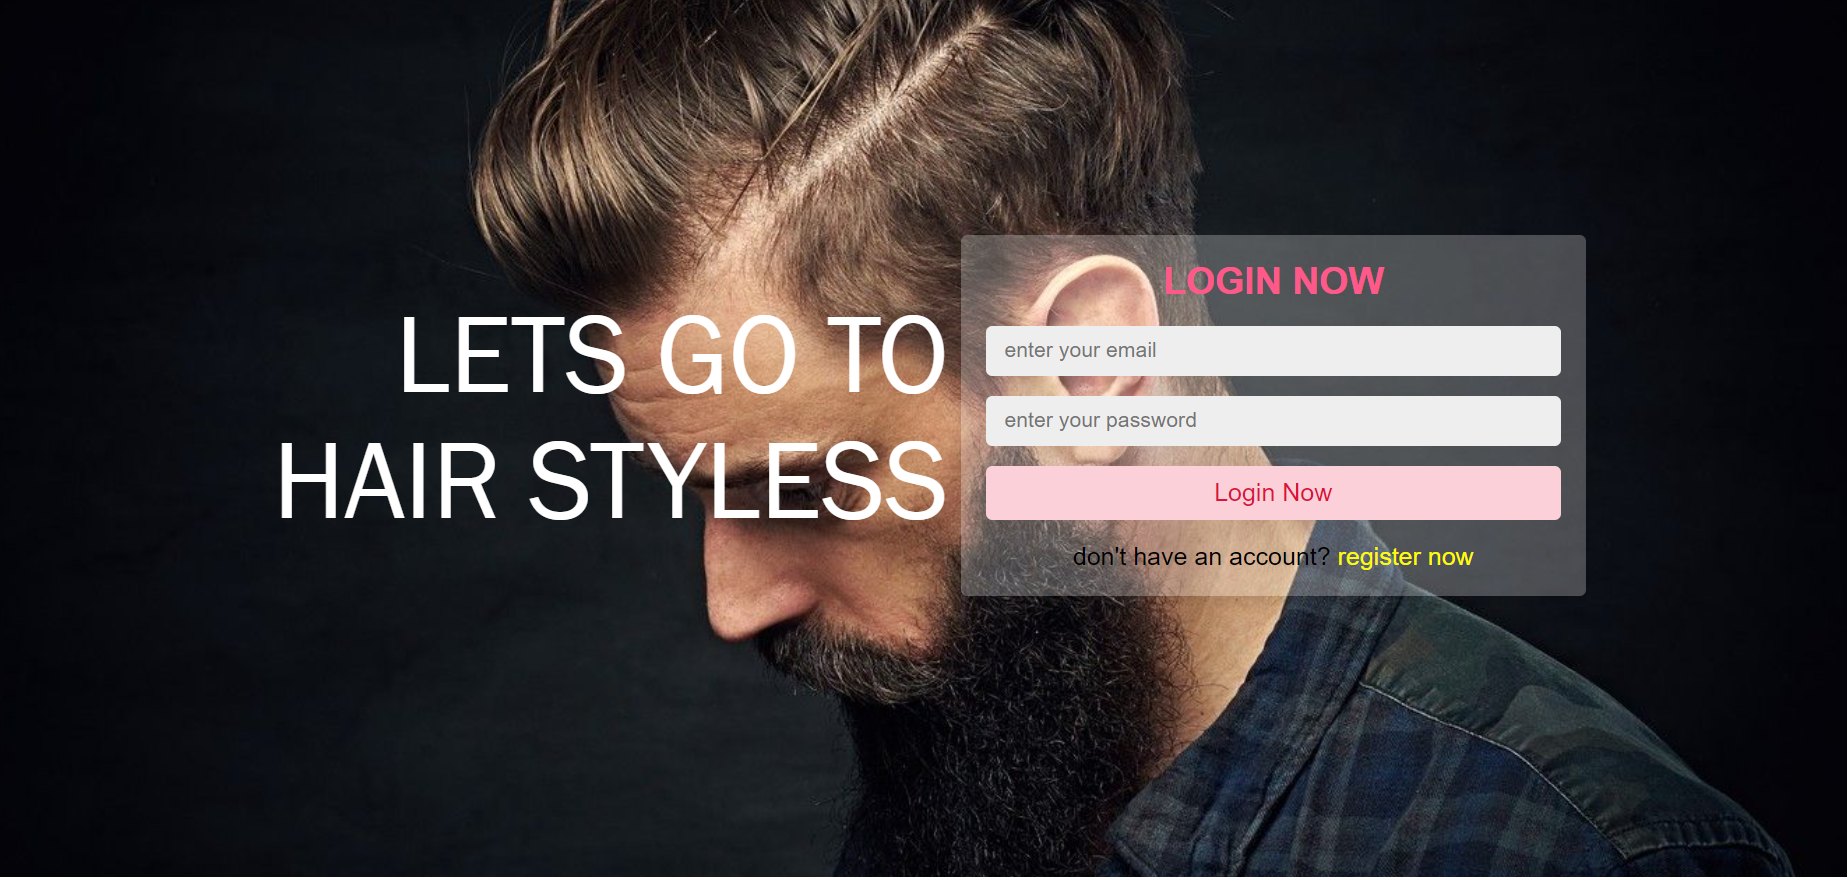 LETS GO TO
HAIR STYLESS
LOGIN NOW
enter your email
enter your password
Login Now
don't have an account? register now